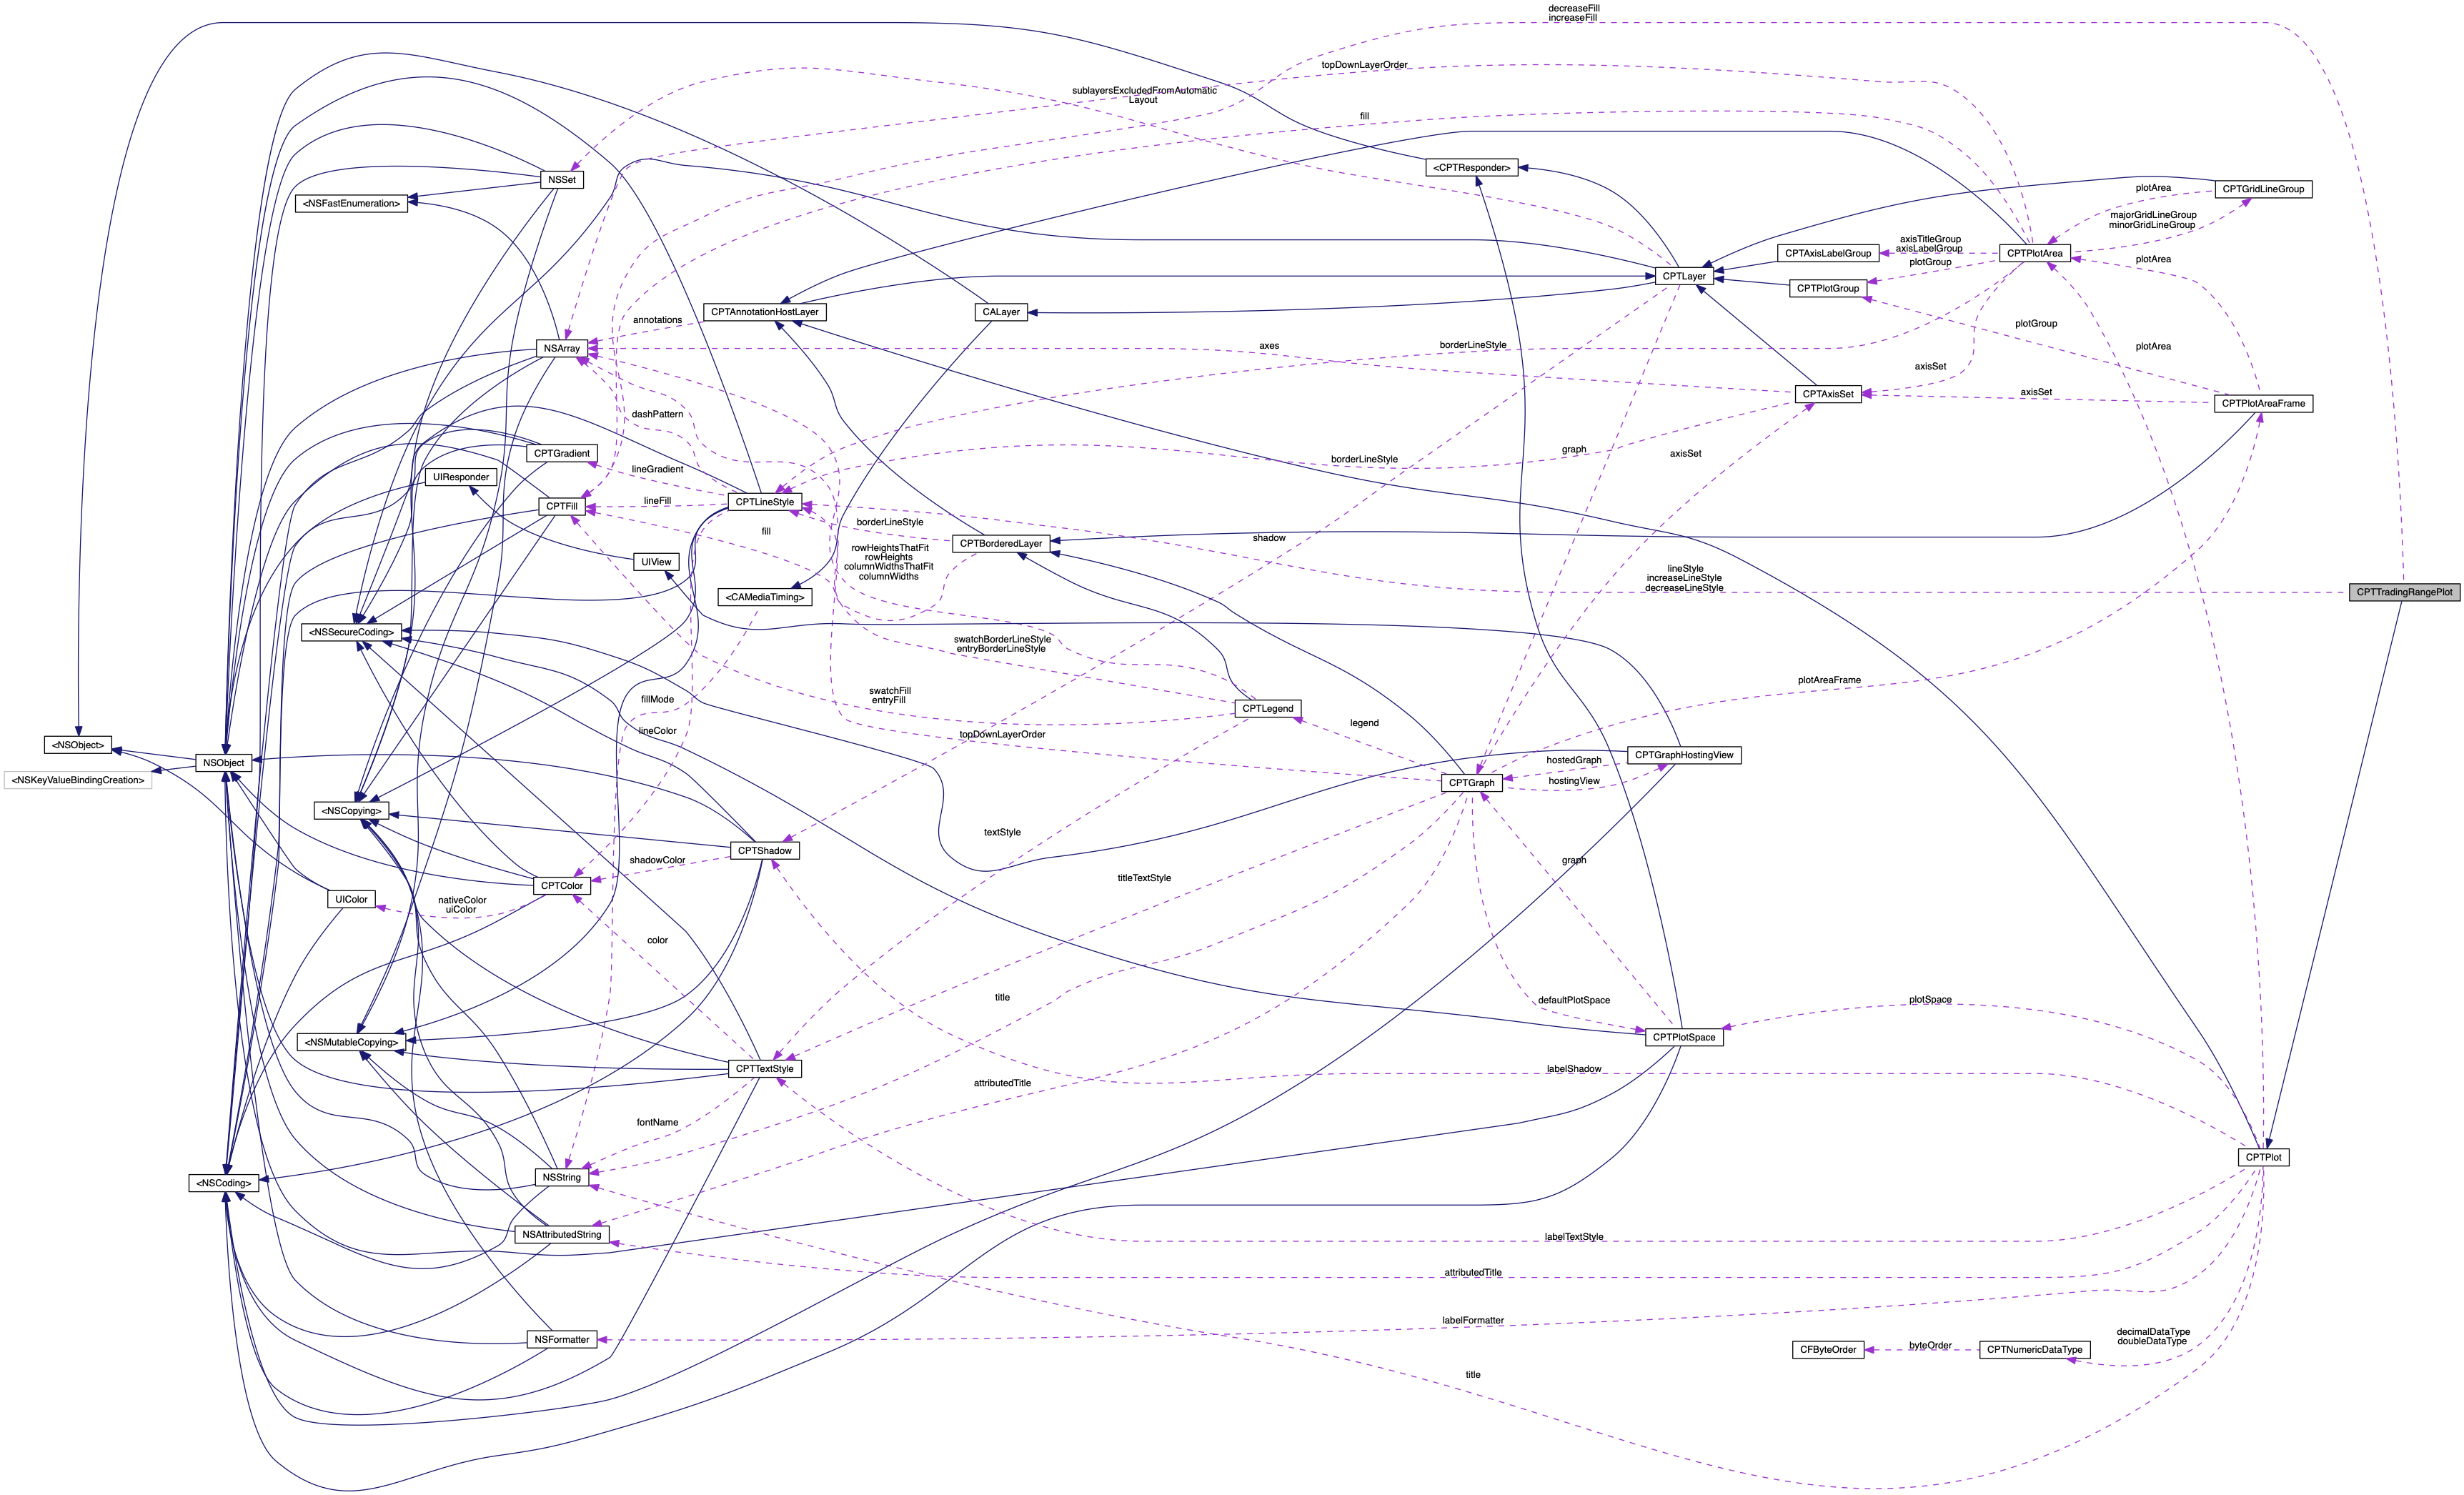 decreaseFill
increaseFill
topDownLayerOrder
sublayersExcludedFromAutomatic
Layout
fill
<CPTResponder>
NSSet
CPTGridLineGroup
plotArea
<NSFastEnumeration>
majorGridLineGroup
minorGridLineGroup
axisTitleGroup
axisLabelGroup
CPTAxisLabelGroup
CPTPlotArea
plotArea
plotGroup
CPTLayer
CPTPlotGroup
CPTAnnotationHostLayer
CALayer
annotations
plotGroup
NSArray
axes
borderLineStyle
plotArea
axisSet
CPTAxisSet
axisSet
CPTPlotAreaFrame
dashPattern
CPTGradient
lineGradient
borderLineStyle
graph
axisSet
UIResponder
CPTLineStyle
lineFill
CPTFill
borderLineStyle
fill
CPTBorderedLayer
shadow
rowHeightsThatFit
rowHeights
columnWidthsThatFit
columnWidths
UIView
lineStyle
increaseLineStyle
decreaseLineStyle
CPTTradingRangePlot
<CAMediaTiming>
<NSSecureCoding>
swatchBorderLineStyle
entryBorderLineStyle
plotAreaFrame
swatchFill
entryFill
fillMode
CPTLegend
legend
lineColor
topDownLayerOrder
<NSObject>
NSObject
CPTGraphHostingView
hostedGraph
<NSKeyValueBindingCreation>
CPTGraph
hostingView
<NSCopying>
textStyle
CPTShadow
shadowColor
graph
CPTColor
titleTextStyle
UIColor
nativeColor
uiColor
color
title
defaultPlotSpace
plotSpace
<NSMutableCopying>
CPTPlotSpace
CPTTextStyle
labelShadow
attributedTitle
fontName
CPTPlot
NSString
<NSCoding>
NSAttributedString
labelTextStyle
attributedTitle
labelFormatter
NSFormatter
decimalDataType
doubleDataType
CFByteOrder
byteOrder
CPTNumericDataType
title